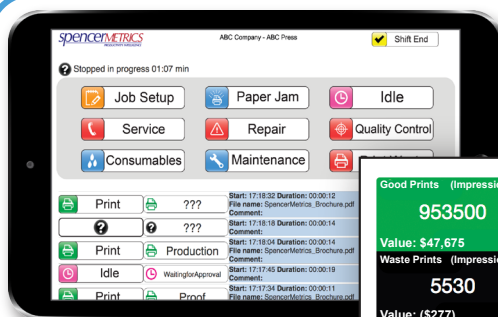 spencerMETRICS
PRODUCTIVITY INTELLIGENCE
ABC Company - ABC Press
Shift End
Stopped in progress 01:07 min
Job Setup
Paper Jam
Idle
Service
Repair
Quality Control
Consumables
Maintenance
Print
???
Start: 17:18:32 Duration: 00:00:12
File name: SpencerMetrics_Brochure.pdf
Comment:
???
Start: 17:18:18 Duration: 00:00:14
Comment:
Print
Production
Start: 17:18:04 Duration: 00:00:14
File name: SpencerMetrics_Brochure.pdf
Comment:
Idle
WaitingforApproval
Start: 17:17:45 Duration: 00:00:19
Comment:
Print
Proof
Start: 17:17:34 Duration: 00:00:11
File name: SpencerMetrics_Brochure.pdf
Good Prints (Impressio
953500
Value: $47,675
Waste Prints (Impressio
5530
Value: ($277)